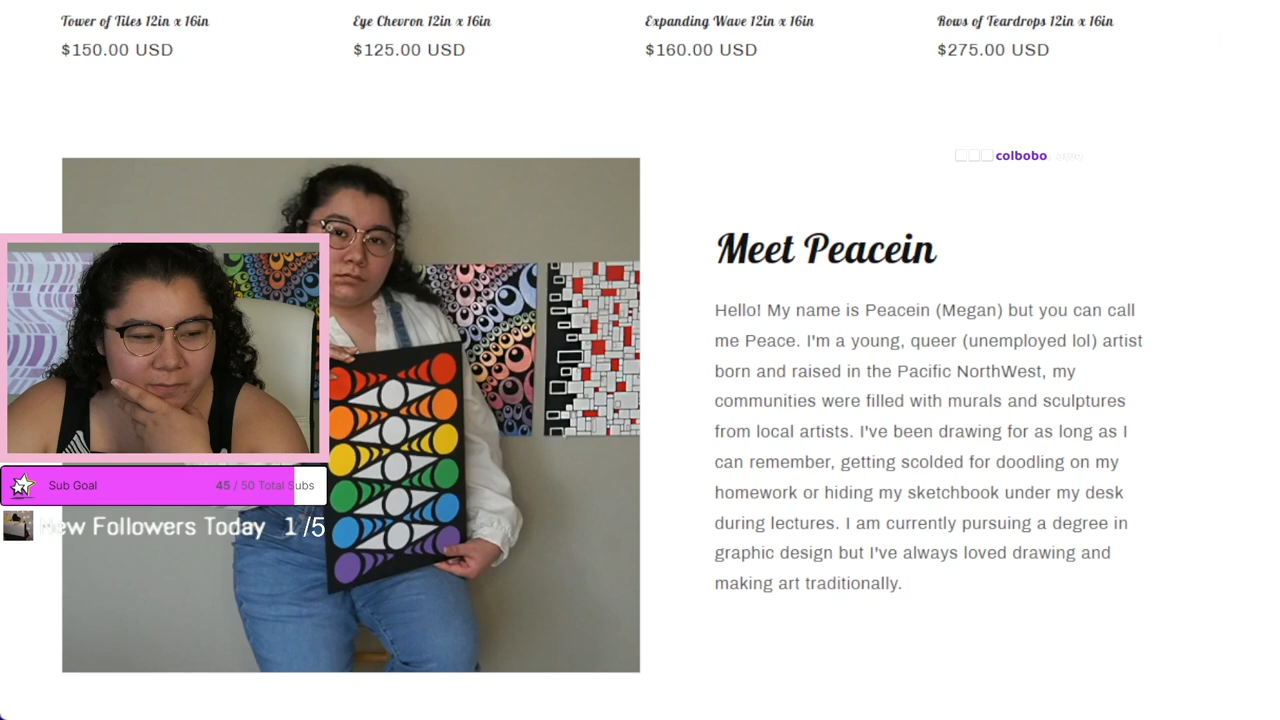 Tower of Tiles 12in x 16in
Eye Chevron 12in x 16in
Expanding Wave 12in x 16in
Rows of Teardrops 12in x 16in
$150.00 USD
$125.00 USD
$160.00 USD
$275.00 USD
colbobo
Meet Peacein
Hello! My name is Peacein (Megan) but you can call
me Peace. I'm a young, queer (unemployed lol) artist
born and raised in the Pacific NorthWest, my
communities were filled with murals and sculptures
from local artists. I've been drawing for as long as I
can remember, getting scolded for doodling on my
homework or hiding my sketchbook under my desk
during lectures. I am currently pursuing a degree in
graphic design but I've always loved drawing and
making art traditionally.
Sub Goal
45 / 50 Total Subs
New Followers Today 1 /5